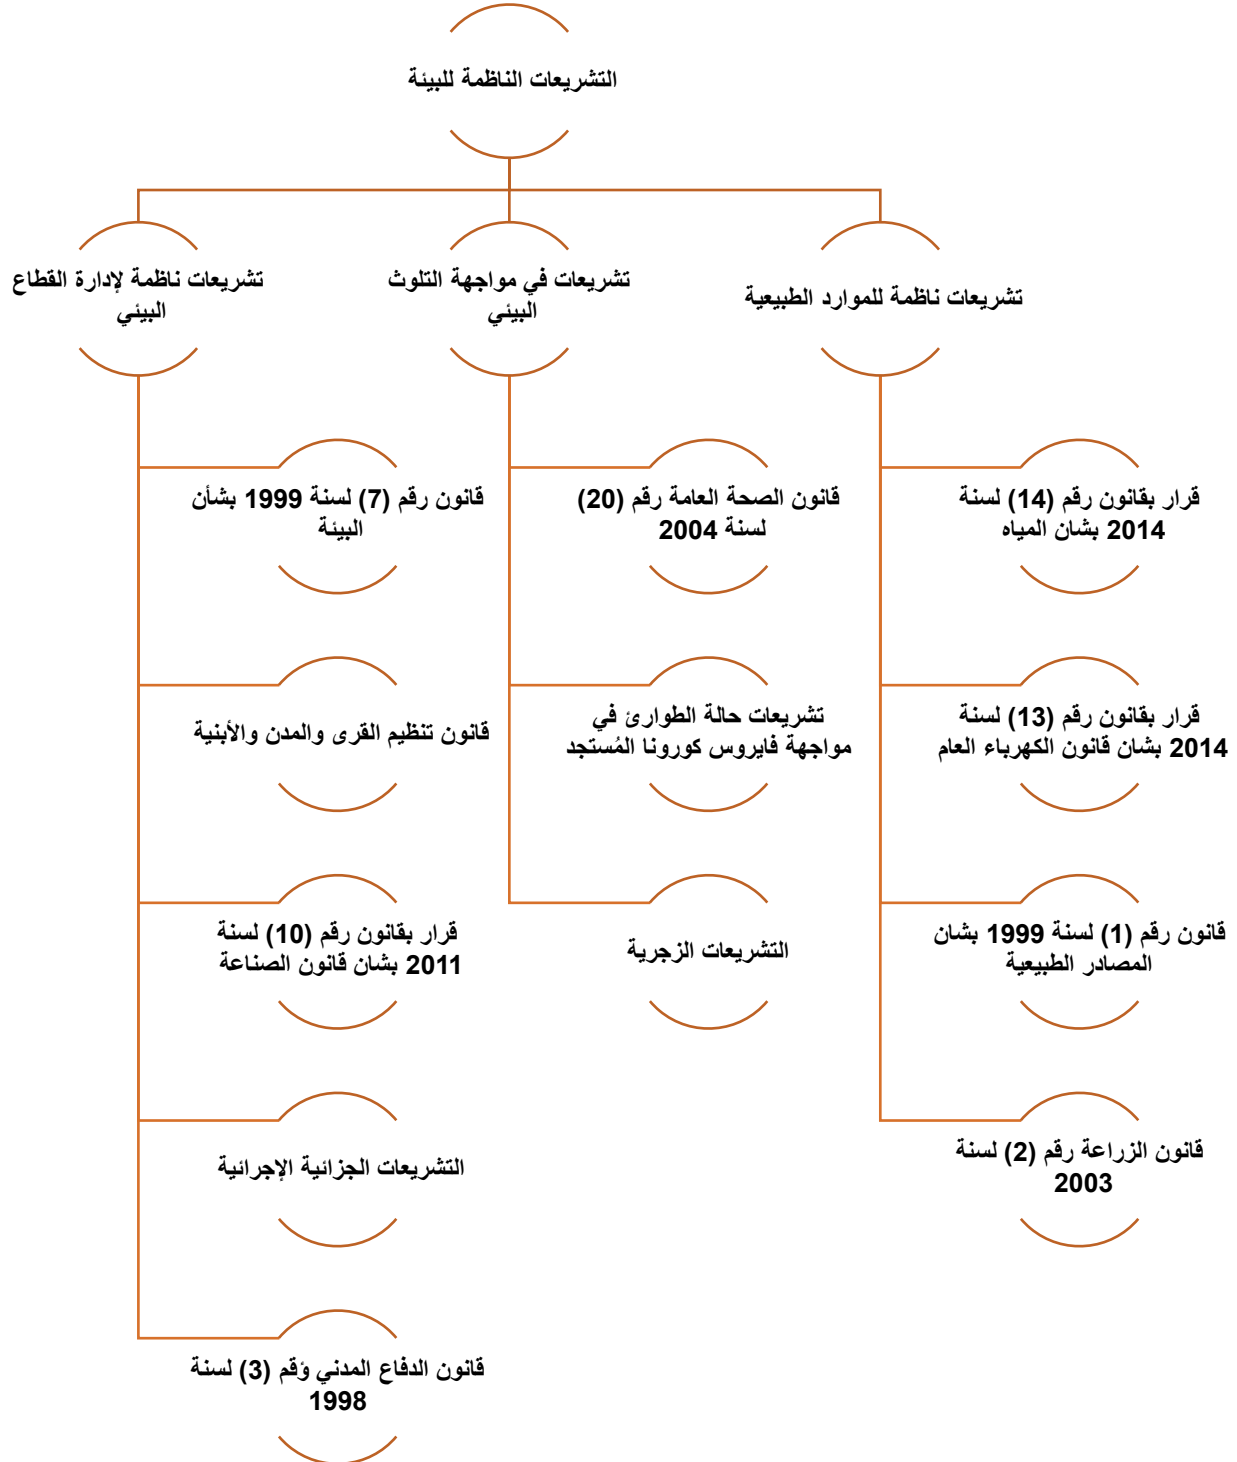 التشريعات الناظمة للبيئة
تشريعات ناظمة للموارد الطبيعية
تشريعات في مواجهة التلوث
البيئي
تشريعات ناظمة لإدارة القطاع
البيئي
قرار بقانون رقم (14) لسنة
2014 بشان المياه
قرار بقانون رقم (13) لسنة
2014 بشان قانون الكهرباء العام
قانون رقم (1) لسنة 1999 بشان
المصادر الطبيعية
قانون الزراعة رقم (2) لسنة
2003
قانون الصحة العامة رقم (20)
لسنة 2004
تشريعات حالة الطوارئ في
مواجهة فايروس كورونا المُستجد
التشريعات الزجرية
قانون رقم (7) لسنة 1999 بشأن
البيئة
قانون تنظيم القرى والمدن والأبنية
قرار بقانون رقم (10) لسنة
2011 بشان قانون الصناعة
التشريعات الجزائية الإجرائية
قانون الدفاع المدني ؤقم (3) لسنة
1998